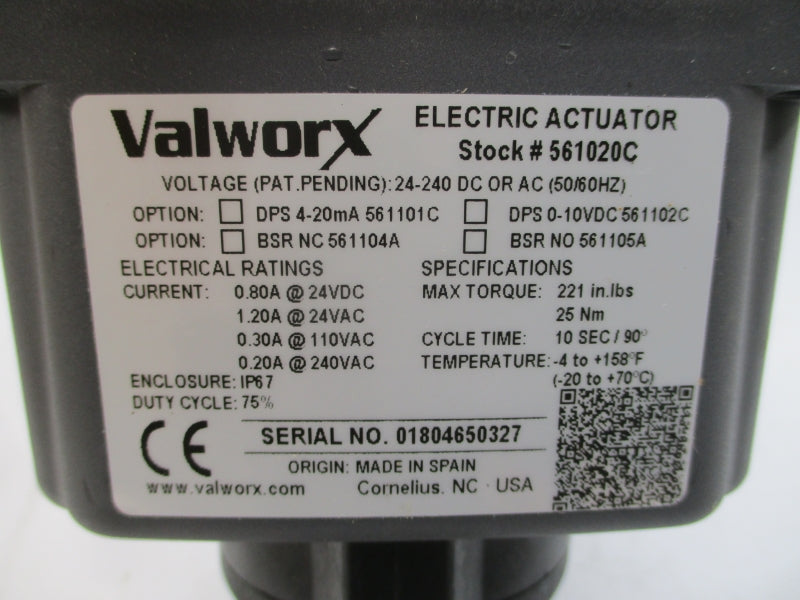 Valworx
ELECTRIC ACTUATOR
Stock # 561020C
VOLTAGE (PAT.PENDING): 24-240 DC OR AC (50/60HZ)
OPTION: DPS 4-20mA 561101C DPS 0-10VDC 561102C
OPTION: BSR NC 561104A BSR NO 561105A
ELECTRICAL RATINGS
CURRENT: 0.80A @ 24VDC
1.20A @ 24VAC
0.30A @ 110VAC
0.20A @ 240VAC
ENCLOSURE: IP67
DUTY CYCLE: 75%
SPECIFICATIONS
MAX TORQUE: 221 in.lbs
25 Nm
CYCLE TIME: 10 SEC / 90°
TEMPERATURE: -4 to +158°F
(-20 to +70°C)
CE
SERIAL NO. 01804650327
ORIGIN: MADE IN SPAIN
www.valworx.com Cornelius, NC · USA